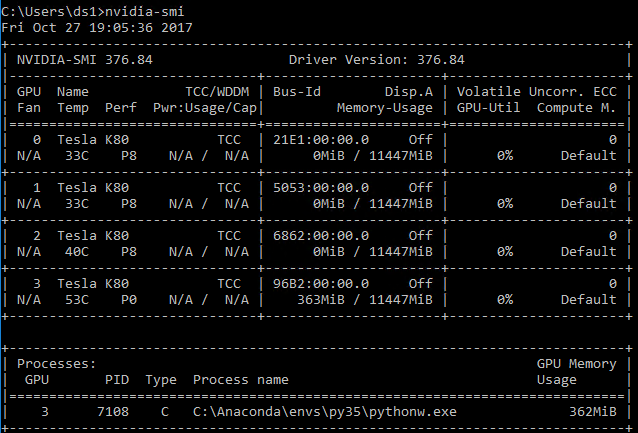 C:\Users\ds1>nvidia-smi
Fri Oct 27 19:05:36 2017
+-----------------------------------------------------------------------------+
| NVIDIA-SMI 376.84                 Driver Version: 376.84                    |
|-------------------------------+----------------------+----------------------+
| GPU  Name            TCC/WDDM | Bus-Id        Disp.A | Volatile Uncorr. ECC |
| Fan  Temp  Perf  Pwr:Usage/Cap|         Memory-Usage | GPU-Util  Compute M. |
|===============================+======================+======================|
|   0  Tesla K80           TCC  | 21E1:00:00.0     Off |                    0 |
| N/A   33C    P8    N/A /  N/A |      0MiB / 11447MiB |      0%      Default |
+-------------------------------+----------------------+----------------------+
|   1  Tesla K80           TCC  | 5053:00:00.0     Off |                    0 |
| N/A   33C    P8    N/A /  N/A |      0MiB / 11447MiB |      0%      Default |
+-------------------------------+----------------------+----------------------+
|   2  Tesla K80           TCC  | 6862:00:00.0     Off |                    0 |
| N/A   40C    P8    N/A /  N/A |      0MiB / 11447MiB |      0%      Default |
+-------------------------------+----------------------+----------------------+
|   3  Tesla K80           TCC  | 96B2:00:00.0     Off |                    0 |
| N/A   53C    P0    N/A /  N/A |    363MiB / 11447MiB |      0%      Default |
+-------------------------------+----------------------+----------------------+
+-----------------------------------------------------------------------------+
| Processes:                                                       GPU Memory |
|  GPU       PID  Type  Process name                               Usage      |
|=============================================================================|
|    3      7108    C   C:\Anaconda\envs\py35\pythonw.exe             362MiB |
+-----------------------------------------------------------------------------+